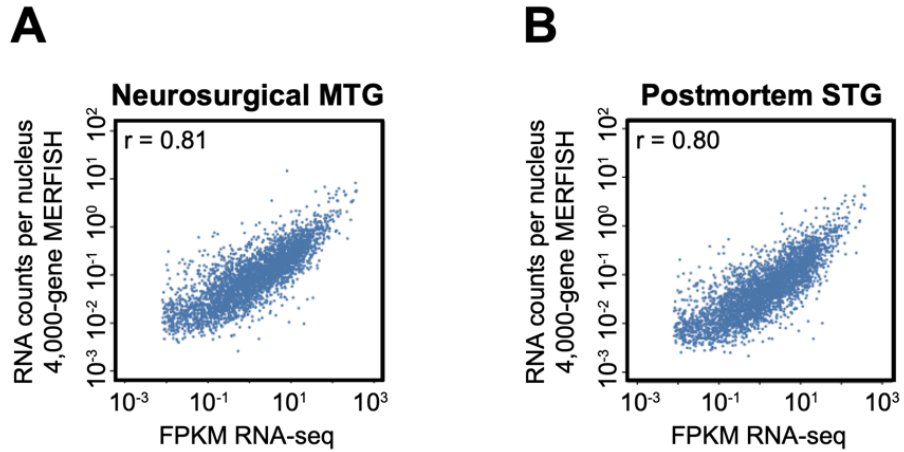 A
Neurosurgical MTG
r = 0.81
RNA counts per nucleus
4,000-gene MERFISH
10²
10¹
10⁰
10⁻¹
10⁻²
10⁻³
10⁻³
10⁻¹
10¹
10³
FPKM RNA-seq
B
Postmortem STG
r = 0.80
RNA counts per nucleus
4,000-gene MERFISH
10²
10¹
10⁰
10⁻¹
10⁻²
10⁻³
10⁻³
10⁻¹
10¹
10³
FPKM RNA-seq